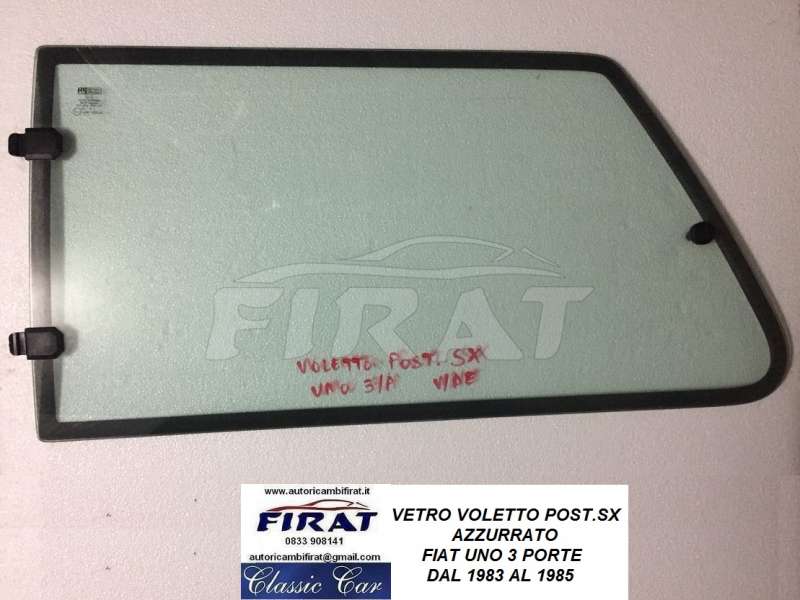 FIRAT
VOLETTO POST. SX
UNO 3/P
www.autoricambifirat.it
FIRAT
0833 908141
autoricambifirat@gmail.com
Classic Car
VETRO VOLETTO POST.SX
AZZURRATO
FIAT UNO 3 PORTE
DAL 1983 AL 1985